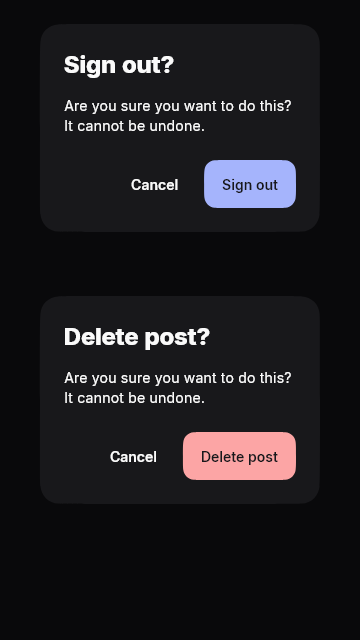 Sign out?
Are you sure you want to do this?
It cannot be undone.
Cancel
Sign out
Delete post?
Are you sure you want to do this?
It cannot be undone.
Cancel
Delete post